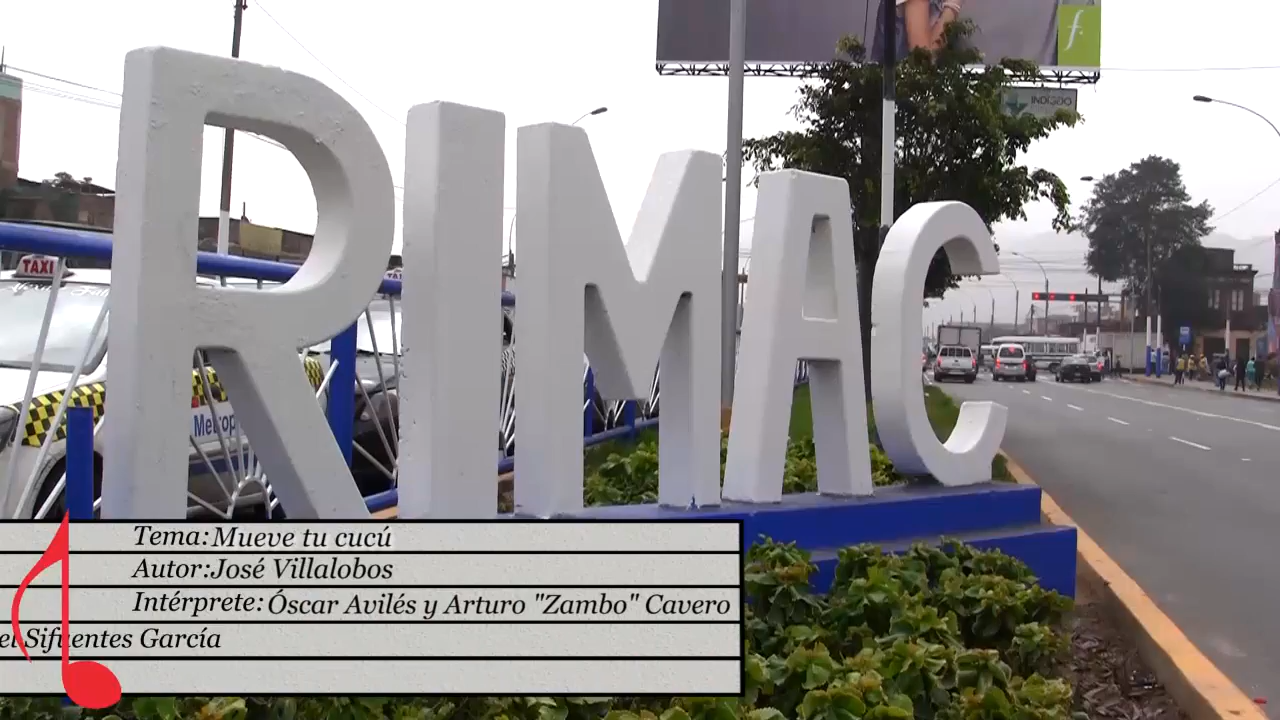 RIMAC
TAXI
Metrop
f.
INDIGO
Tema: Mueve tu cucú
Autor: José Villalobos
Intérprete: Óscar Avilés y Arturo "Zambo" Cavero
el Sifuentes García